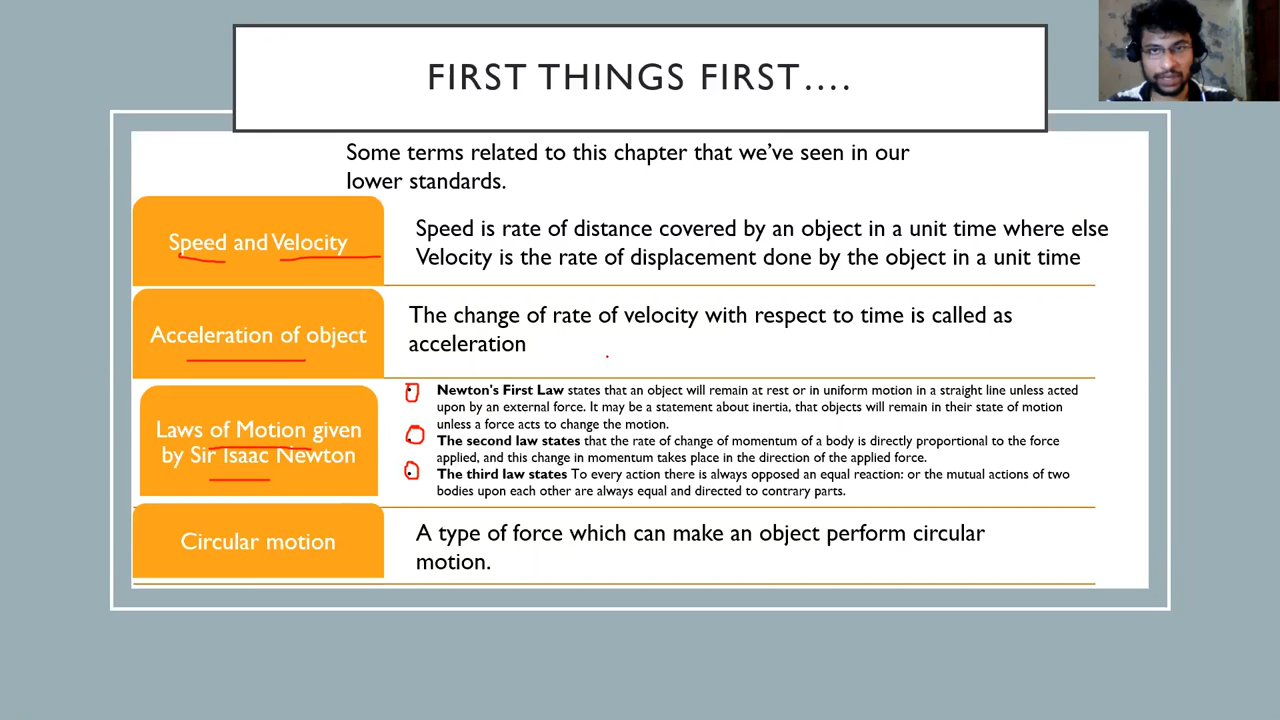 FIRST THINGS FIRST....
Some terms related to this chapter that we've seen in our
lower standards.
Speed and Velocity
Speed is rate of distance covered by an object in a unit time where else
Velocity is the rate of displacement done by the object in a unit time
Acceleration of object
The change of rate of velocity with respect to time is called as
acceleration
Laws of Motion given
by Sir Isaac Newton
• Newton's First Law states that an object will remain at rest or in uniform motion in a straight line unless acted
upon by an external force. It may be a statement about inertia, that objects will remain in their state of motion
unless a force acts to change the motion.
• The second law states that the rate of change of momentum of a body is directly proportional to the force
applied, and this change in momentum takes place in the direction of the applied force.
• The third law states To every action there is always opposed an equal reaction: or the mutual actions of two
bodies upon each other are always equal and directed to contrary parts.
Circular motion
A type of force which can make an object perform circular
motion.